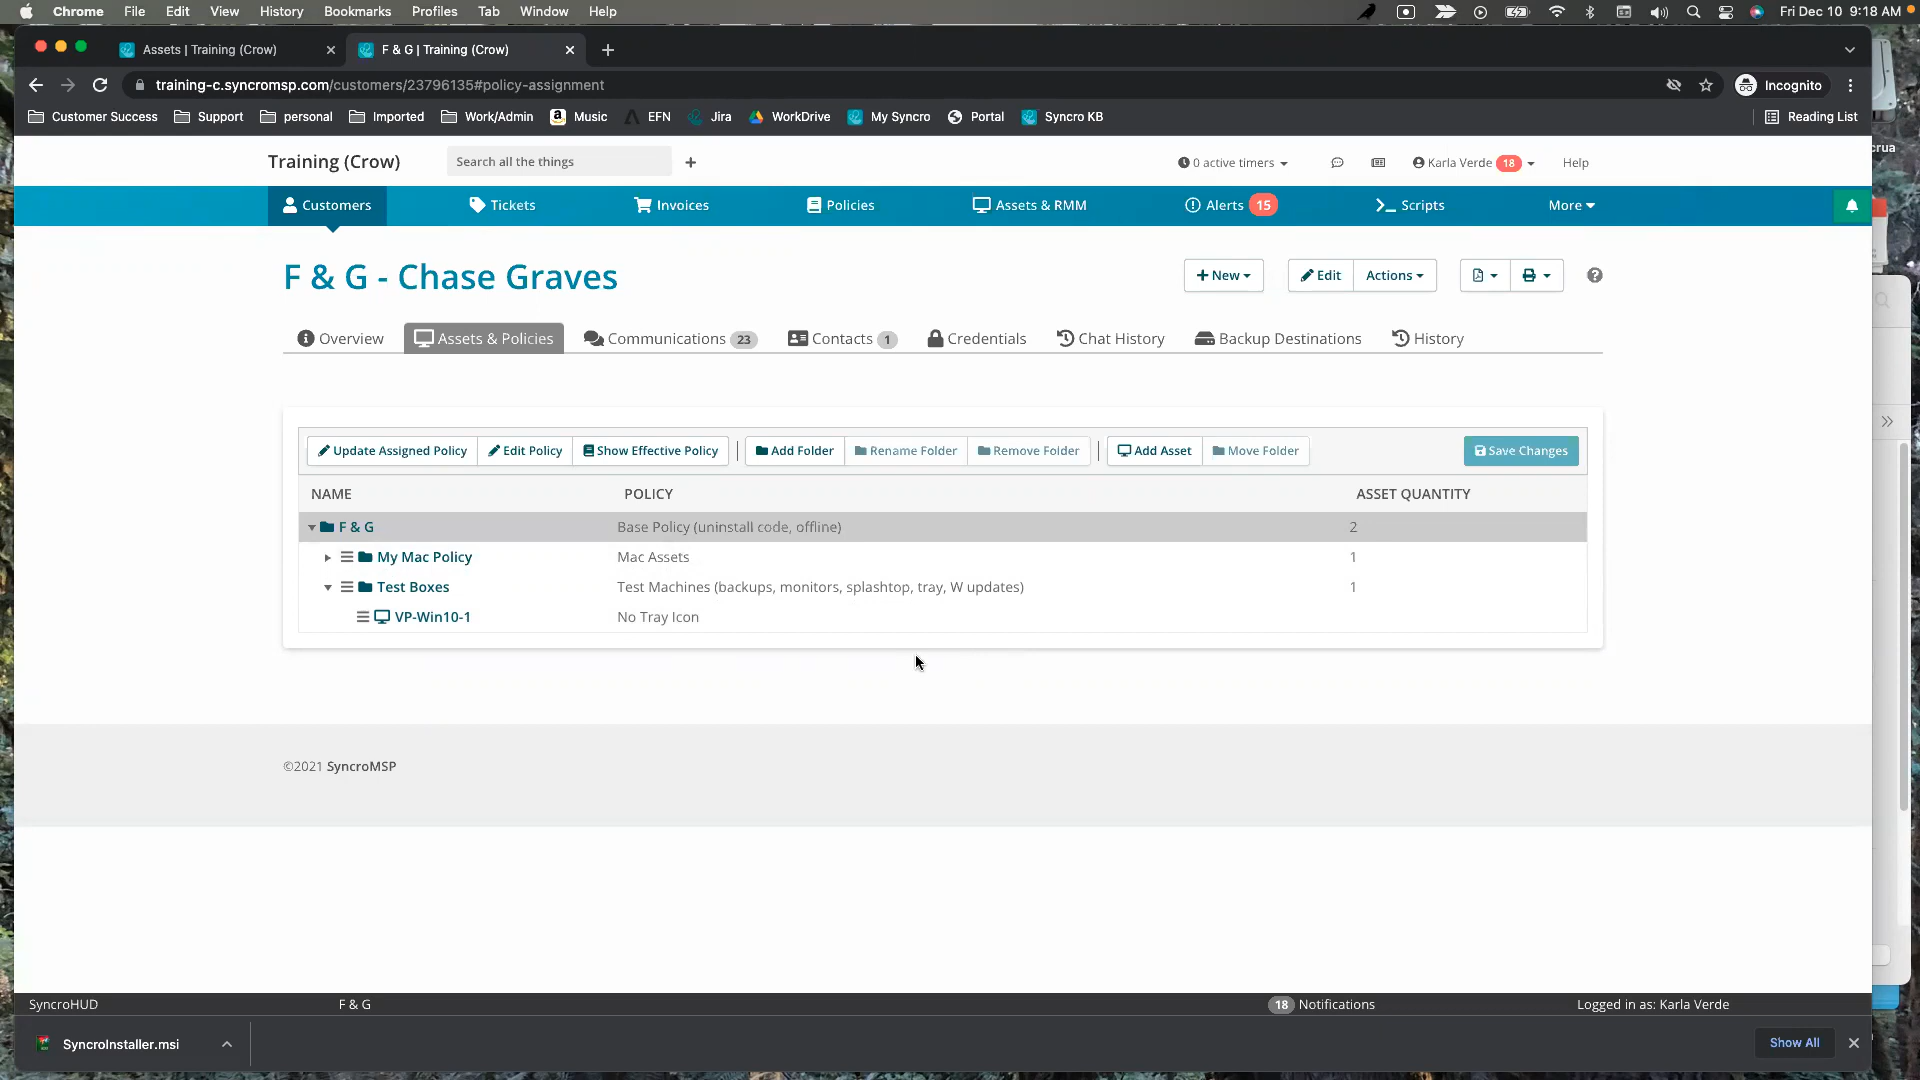 Chrome File Edit View History Bookmarks Profiles Tab Window Help Fri Dec 10 9:18 AM
Assets | Training (Crow) F & G | Training (Crow)
training-c.syncromsp.com/customers/23796135#policy-assignment Incognito
Customer Success Support personal Imported Work/Admin Music EFN Jira WorkDrive My Syncro Portal Syncro KB Reading List
Training (Crow) Search all the things 0 active timers Karla Verde 18 Help
Customers Tickets Invoices Policies Assets & RMM Alerts 15 Scripts More
F & G - Chase Graves New Edit Actions
Overview Assets & Policies Communications 23 Contacts 1 Credentials Chat History Backup Destinations History
Update Assigned Policy Edit Policy Show Effective Policy Add Folder Rename Folder Remove Folder Add Asset Move Folder Save Changes
NAME POLICY ASSET QUANTITY
F & G Base Policy (uninstall code, offline) 2
My Mac Policy Mac Assets 1
Test Boxes Test Machines (backups, monitors, splashtop, tray, W updates) 1
VP-Win10-1 No Tray Icon
©2021 SyncroMSP
SyncroHUD F & G 18 Notifications Logged in as: Karla Verde
SyncroInstaller.msi Show All